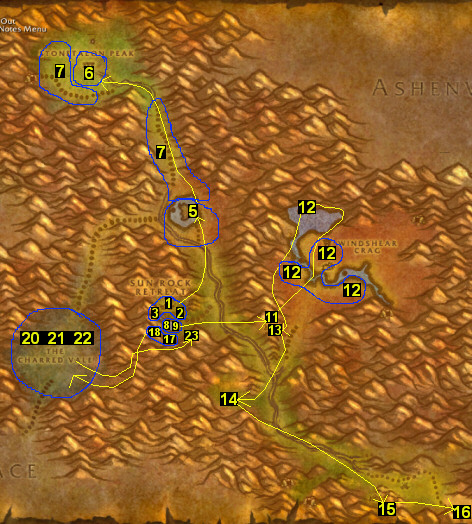 Out
Notes Menu
STONETALON PEAK
7 6
ASHENV
7
5
12
WINDSHEAR
CRAG
12
12
12
SUN ROCK
RETREAT
1
3 2
11
8 9
18
13
17
23
20 21 22
THE
CHARRED VALE
14
ACE
15
16